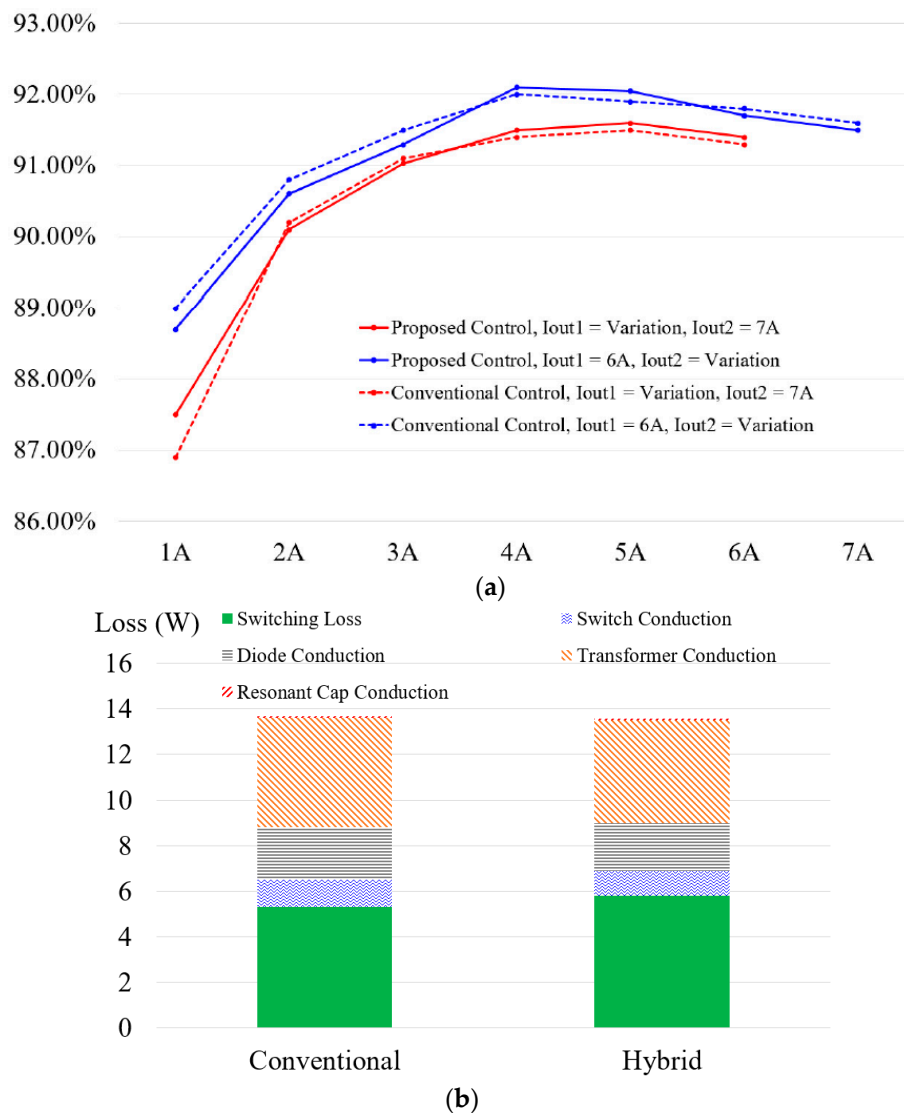 93.00%
92.00%
91.00%
90.00%
89.00%
88.00%
87.00%
86.00%
Proposed Control, Iout1 = Variation, Iout2 = 7A
Proposed Control, Iout1 = 6A, Iout2 = Variation
Conventional Control, Iout1 = Variation, Iout2 = 7A
Conventional Control, Iout1 = 6A, Iout2 = Variation
1A 2A 3A 4A 5A 6A 7A
(a)
Loss (W)
Switching Loss
Switch Conduction
Diode Conduction
Transformer Conduction
Resonant Cap Conduction
16
14
12
10
8
6
4
2
0
Conventional Hybrid
(b)